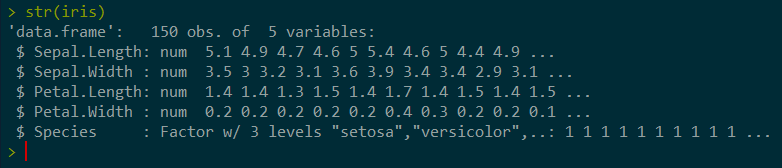 > str(iris)
'data.frame':   150 obs. of  5 variables:
 $ Sepal.Length: num  5.1 4.9 4.7 4.6 5 5.4 4.6 5 4.4 4.9 ...
 $ Sepal.Width : num  3.5 3 3.2 3.1 3.6 3.9 3.4 3.4 2.9 3.1 ...
 $ Petal.Length: num  1.4 1.4 1.3 1.5 1.4 1.7 1.4 1.5 1.4 1.5 ...
 $ Petal.Width : num  0.2 0.2 0.2 0.2 0.2 0.4 0.3 0.2 0.2 0.1 ...
 $ Species     : Factor w/ 3 levels "setosa","versicolor",..: 1 1 1 1 1 1 1 1 1 1 ...
>